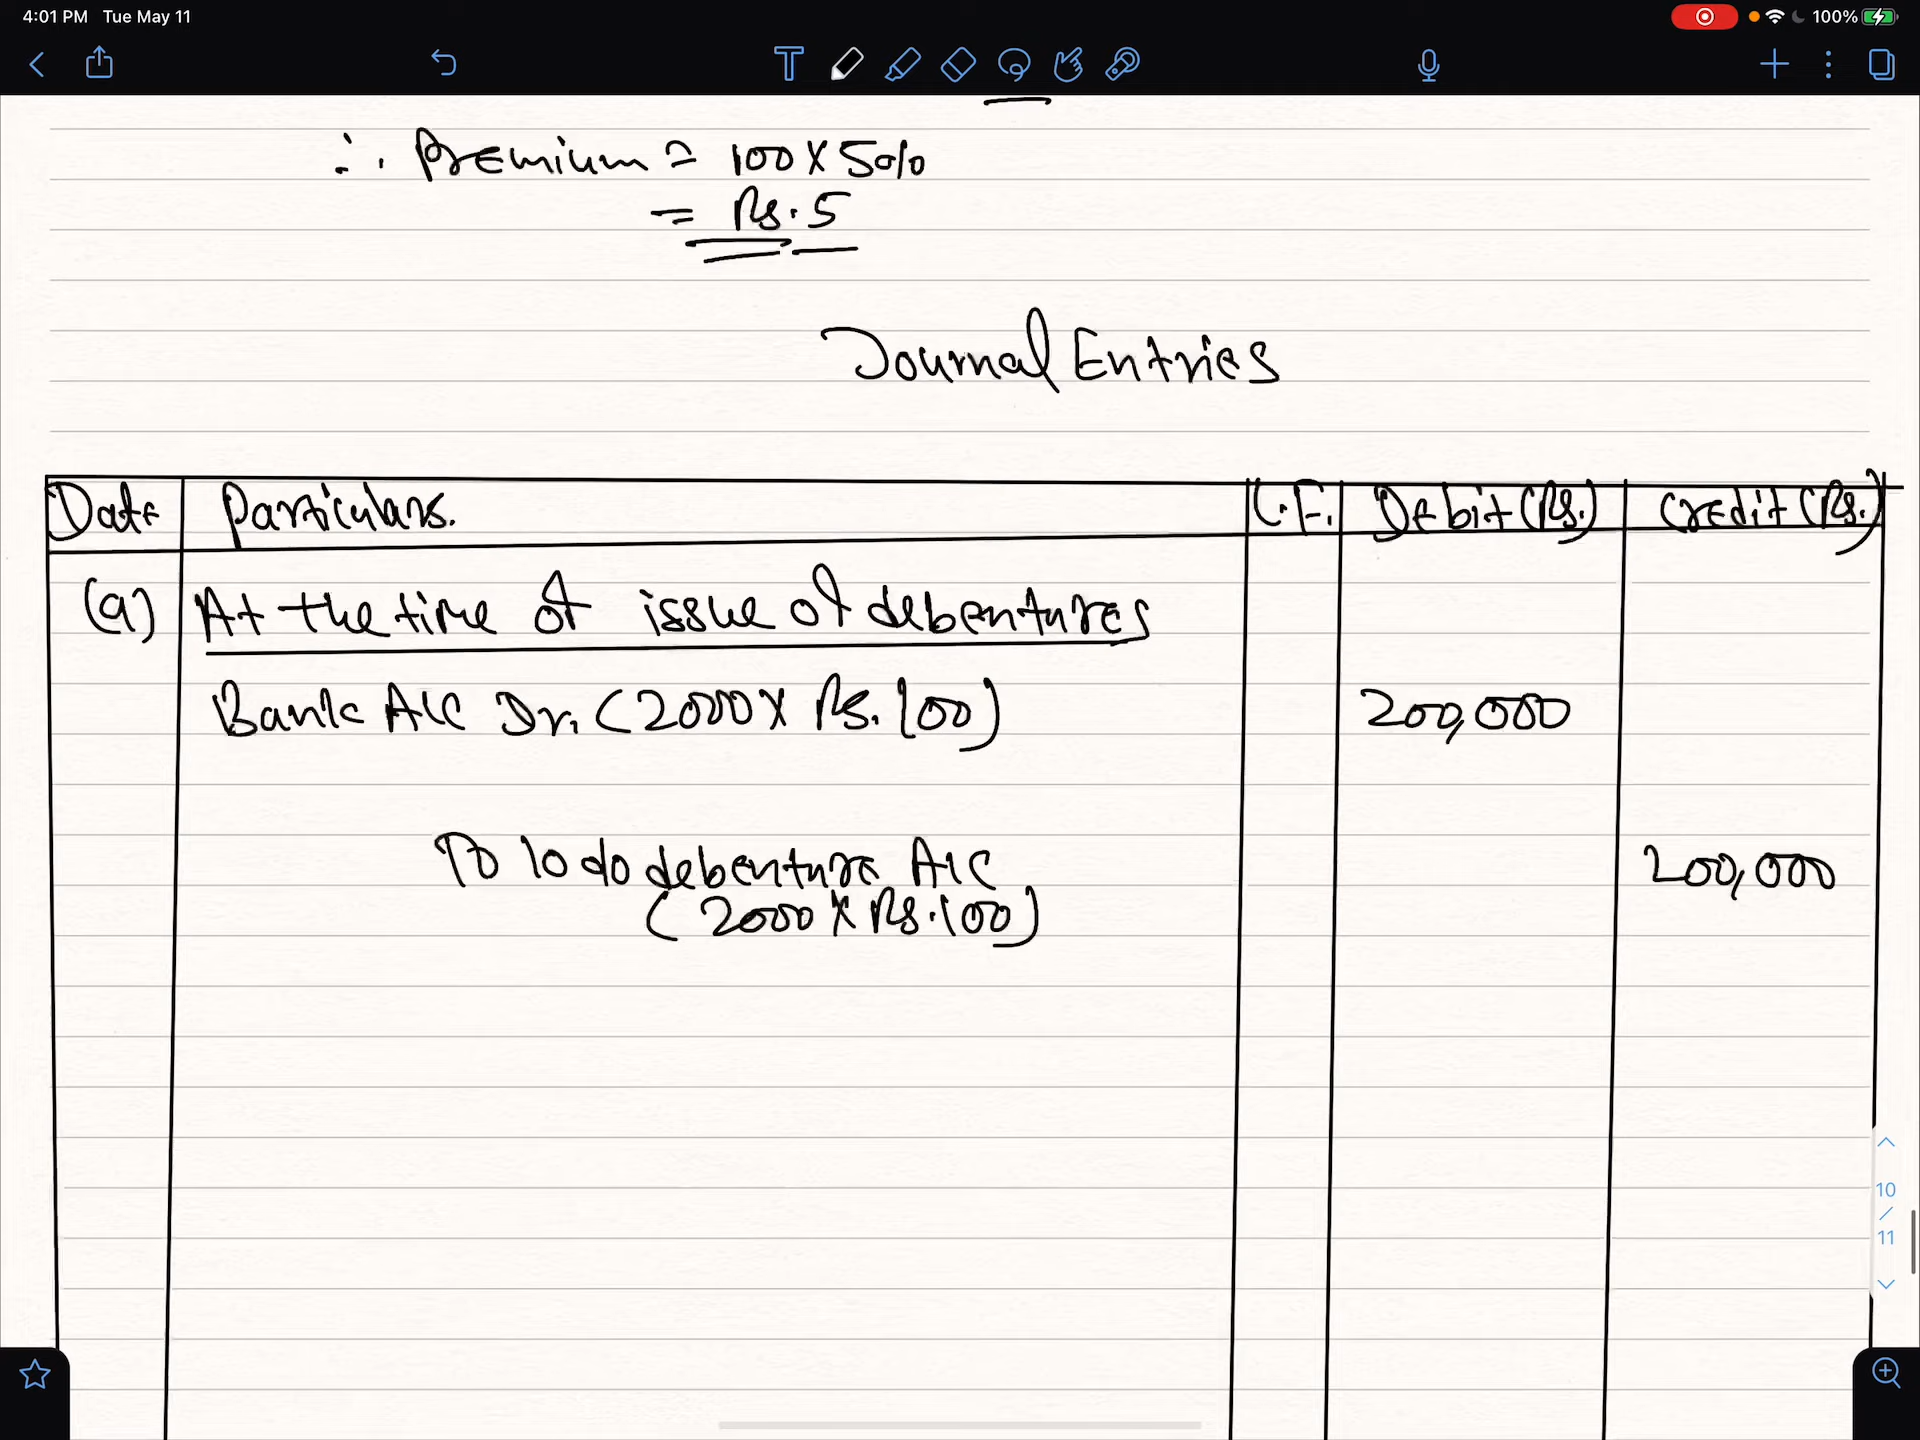 4:01 PM Tue May 11
100%
∴ Premium = 100 X 5%
= Rs. 5
Journal Entries
Date Particulars. L.F. Debit (Rs.) Credit (Rs.)
(a) At the time of issue of debentures
Bank A/C Dr. (2000 X Rs. 100) 200,000
To 10% debenture A/C 200,000
(2000 X Rs. 100)
10
/
11